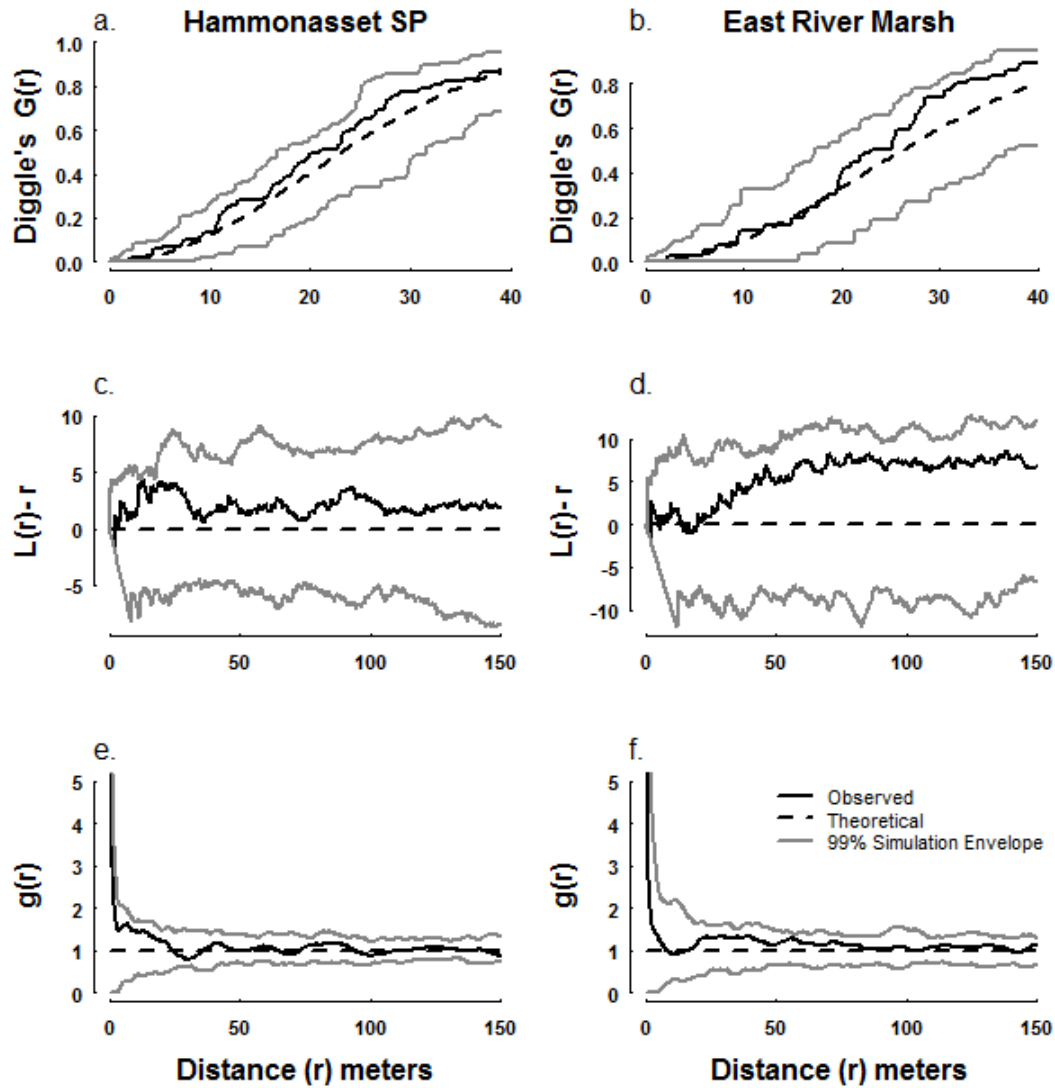 a.
Hammonasset SP
b.
East River Marsh
Diggle's G(r)
1.0
0.8
0.6
0.4
0.2
0.0
0 10 20 30 40
Diggle's G(r)
0.8
0.6
0.4
0.2
0.0
0 10 20 30 40
c.
L(r)- r
10
5
0
-5
0 50 100 150
d.
L(r)- r
10
5
0
-5
-10
0 50 100 150
e.
g(r)
5
4
3
2
1
0
0 50 100 150
Distance (r) meters
f.
g(r)
5
4
3
2
1
0
Observed
Theoretical
99% Simulation Envelope
0 50 100 150
Distance (r) meters